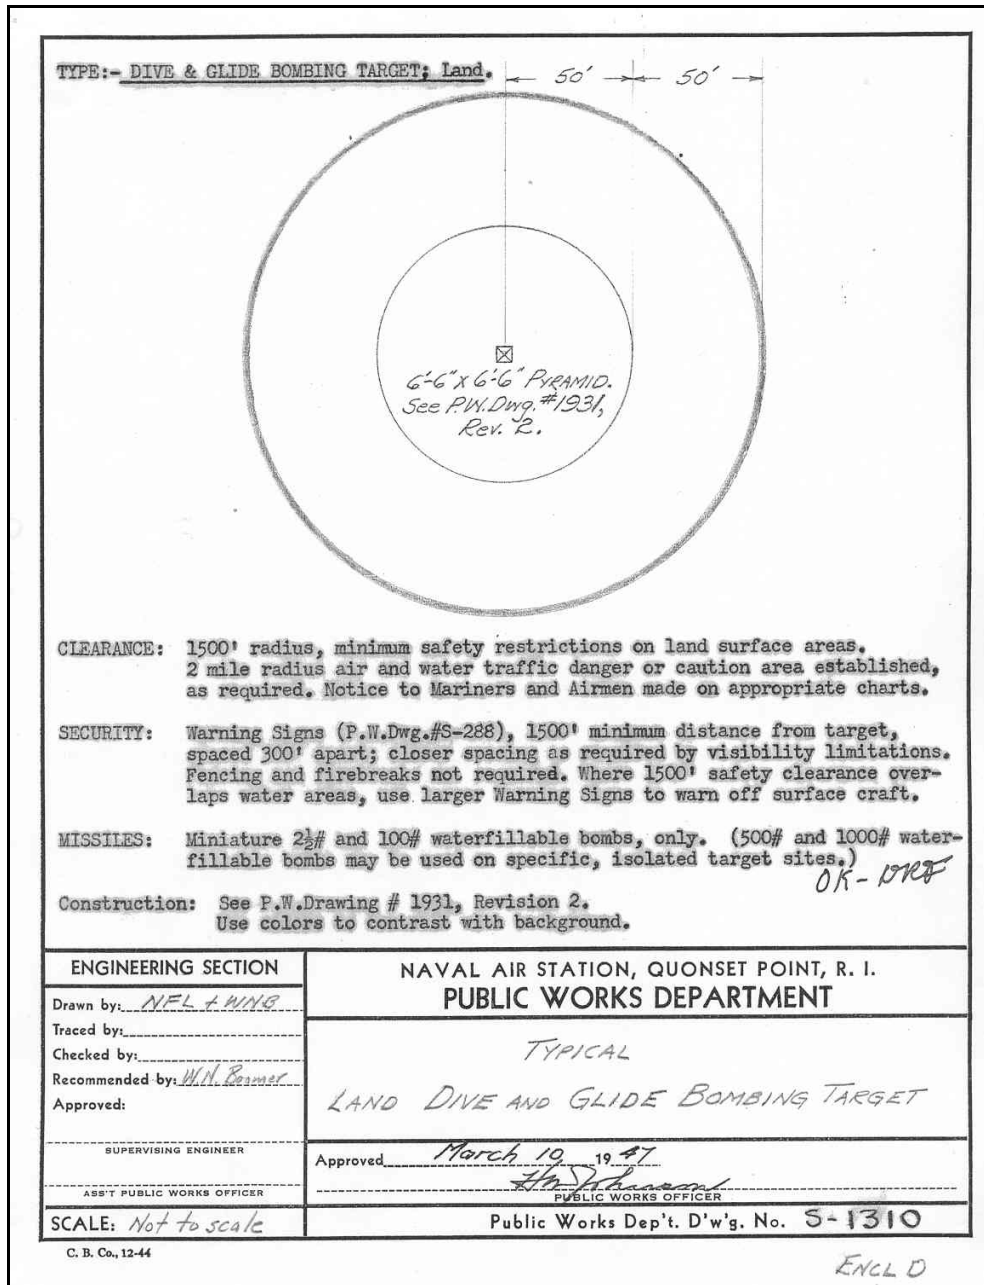 TYPE:- DIVE & GLIDE BOMBING TARGET; Land.
50' 50'
6'-6" X 6'-6" PYRAMID.
See P.W.Dwg. #1931,
Rev. 2.
CLEARANCE: 1500' radius, minimum safety restrictions on land surface areas.
2 mile radius air and water traffic danger or caution area established,
as required. Notice to Mariners and Airmen made on appropriate charts.
SECURITY: Warning Signs (P.W.Dwg.#S-288), 1500' minimum distance from target,
spaced 300' apart; closer spacing as required by visibility limitations.
Fencing and firebreaks not required. Where 1500' safety clearance over-
laps water areas, use larger Warning Signs to warn off surface craft.
MISSILES: Miniature 2½# and 100# waterfillable bombs, only. (500# and 1000# water-
fillable bombs may be used on specific, isolated target sites.)
OK -
Construction: See P.W.Drawing # 1931, Revision 2.
Use colors to contrast with background.
ENGINEERING SECTION
Drawn by: NFL + WNB
Traced by:
Checked by:
Recommended by: W.N. Boomer
Approved:
SUPERVISING ENGINEER
ASS'T PUBLIC WORKS OFFICER
SCALE: Not to scale
NAVAL AIR STATION, QUONSET POINT, R. I.
PUBLIC WORKS DEPARTMENT
TYPICAL
LAND DIVE AND GLIDE BOMBING TARGET
Approved March 10, 1947
PUBLIC WORKS OFFICER
Public Works Dep't. D'w'g. No. S-1310
C. B. Co., 12-44
ENCL D